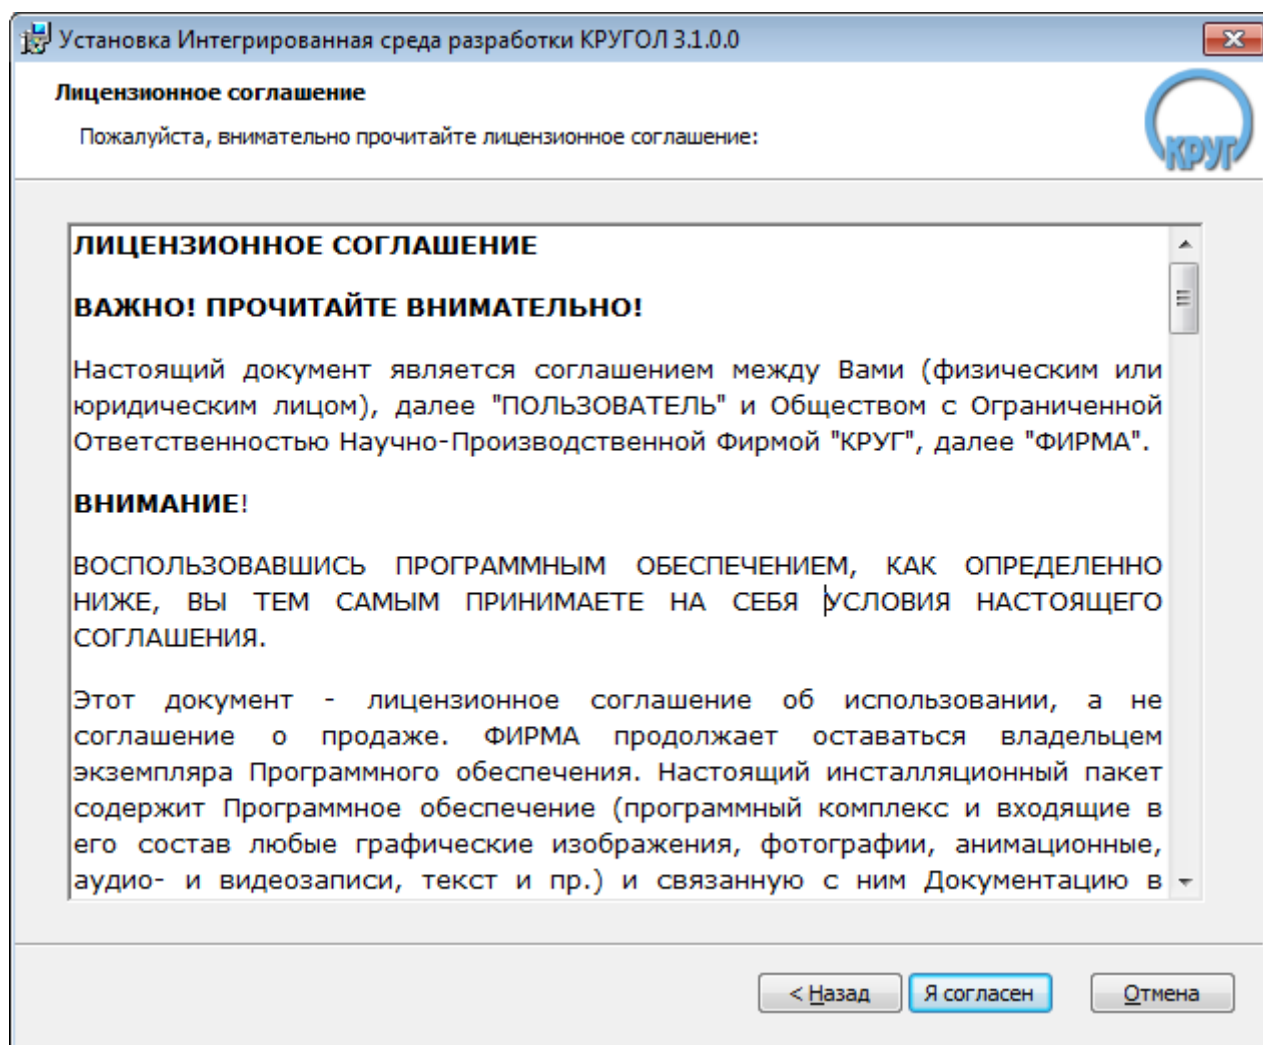 Установка Интегрированная среда разработки КРУГОЛ 3.1.0.0
Лицензионное соглашение
Пожалуйста, внимательно прочитайте лицензионное соглашение:
КРУГ
ЛИЦЕНЗИОННОЕ СОГЛАШЕНИЕ
ВАЖНО! ПРОЧИТАЙТЕ ВНИМАТЕЛЬНО!
Настоящий документ является соглашением между Вами (физическим или
юридическим лицом), далее "ПОЛЬЗОВАТЕЛЬ" и Обществом с Ограниченной
Ответственностью Научно-Производственной Фирмой "КРУГ", далее "ФИРМА".
ВНИМАНИЕ!
ВОСПОЛЬЗОВАВШИСЬ ПРОГРАММНЫМ ОБЕСПЕЧЕНИЕМ, КАК ОПРЕДЕЛЕННО
НИЖЕ, ВЫ ТЕМ САМЫМ ПРИНИМАЕТЕ НА СЕБЯ УСЛОВИЯ НАСТОЯЩЕГО
СОГЛАШЕНИЯ.
Этот документ - лицензионное соглашение об использовании, а не
соглашение о продаже. ФИРМА продолжает оставаться владельцем
экземпляра Программного обеспечения. Настоящий инсталляционный пакет
содержит Программное обеспечение (программный комплекс и входящие в
его состав любые графические изображения, фотографии, анимационные,
аудио- и видеозаписи, текст и пр.) и связанную с ним Документацию в
< Назад Я согласен Отмена